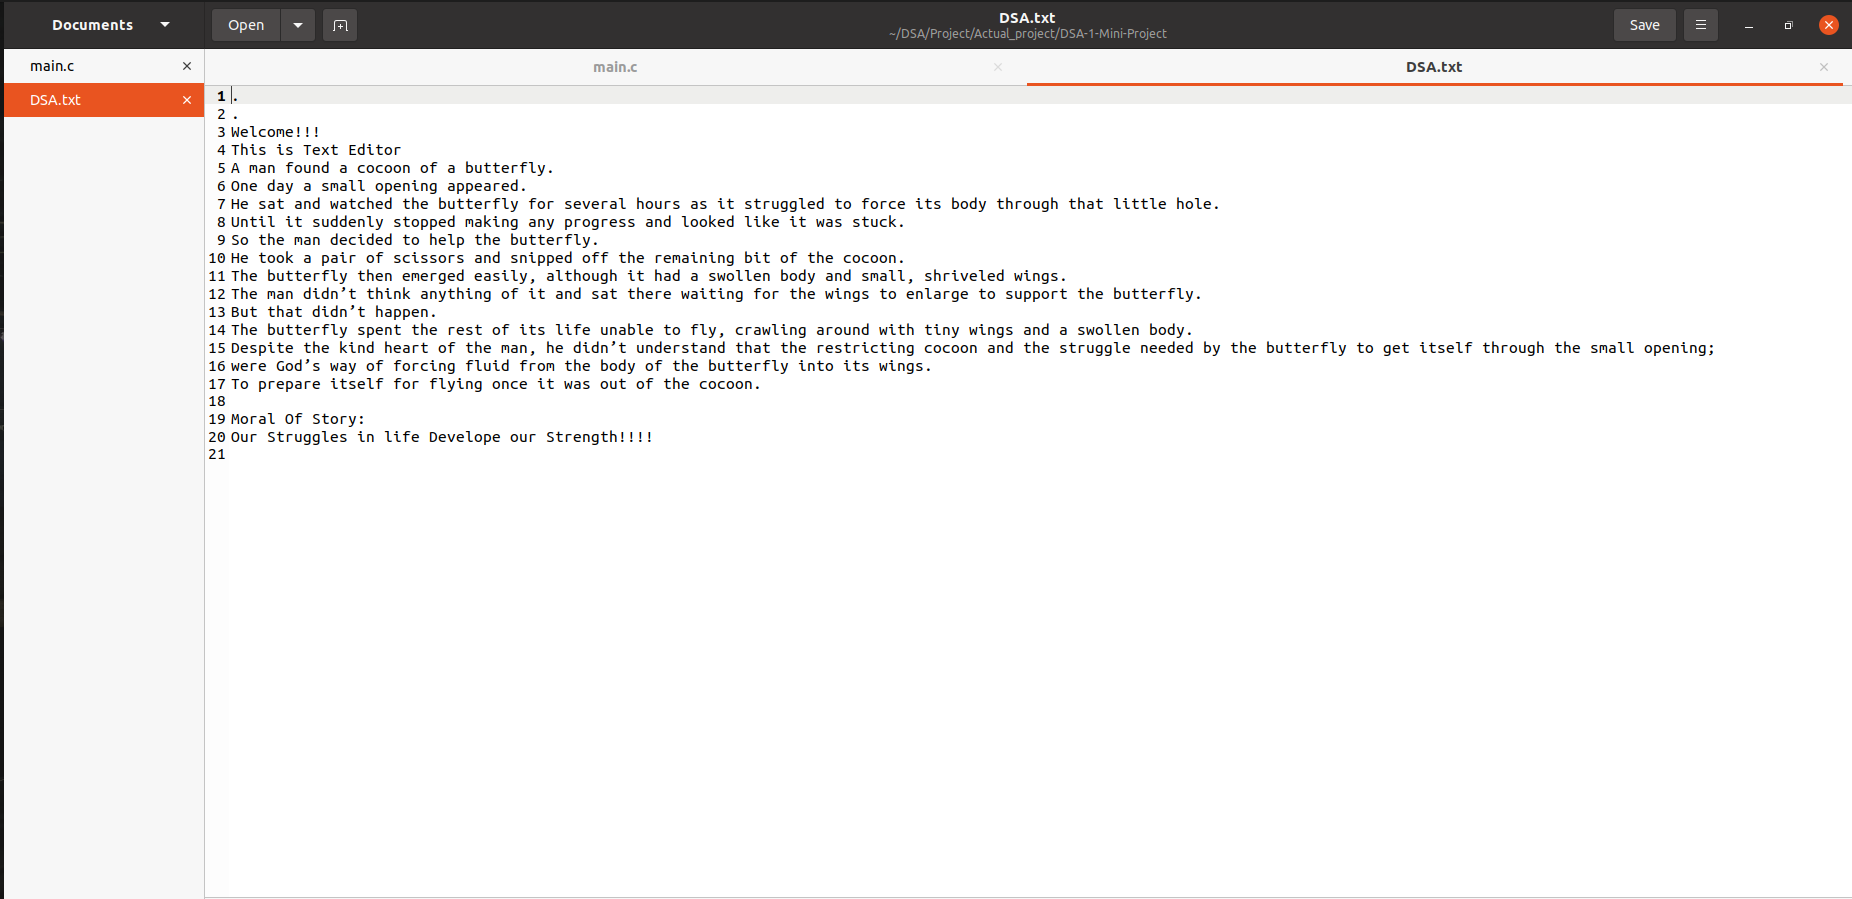 Documents
Open
DSA.txt
~/DSA/Project/Actual_project/DSA-1-Mini-Project
Save
main.c
DSA.txt
main.c
DSA.txt
1 .
2 .
3 Welcome!!!
4 This is Text Editor
5 A man found a cocoon of a butterfly.
6 One day a small opening appeared.
7 He sat and watched the butterfly for several hours as it struggled to force its body through that little hole.
8 Until it suddenly stopped making any progress and looked like it was stuck.
9 So the man decided to help the butterfly.
10 He took a pair of scissors and snipped off the remaining bit of the cocoon.
11 The butterfly then emerged easily, although it had a swollen body and small, shriveled wings.
12 The man didn’t think anything of it and sat there waiting for the wings to enlarge to support the butterfly.
13 But that didn’t happen.
14 The butterfly spent the rest of its life unable to fly, crawling around with tiny wings and a swollen body.
15 Despite the kind heart of the man, he didn’t understand that the restricting cocoon and the struggle needed by the butterfly to get itself through the small opening;
16 were God’s way of forcing fluid from the body of the butterfly into its wings.
17 To prepare itself for flying once it was out of the cocoon.
18
19 Moral Of Story:
20 Our Struggles in life Develope our Strength!!!!
21